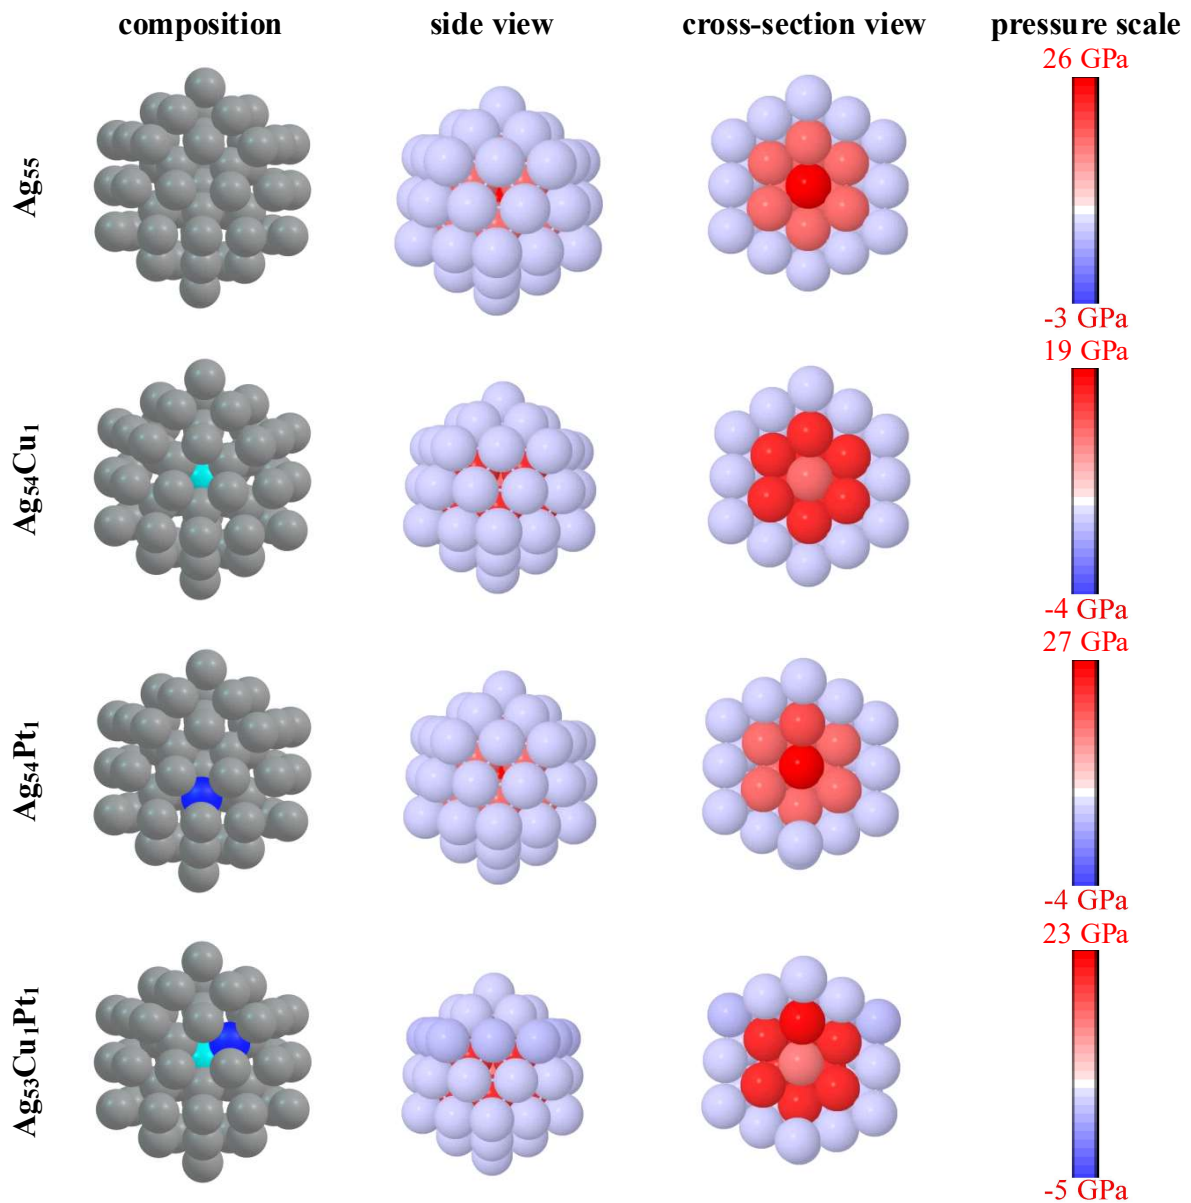 composition side view cross-section view pressure scale
26 GPa
Ag55
-3 GPa
19 GPa
Ag54Cu1
-4 GPa
27 GPa
Ag54Pt1
-4 GPa
23 GPa
Ag53Cu1Pt1
-5 GPa